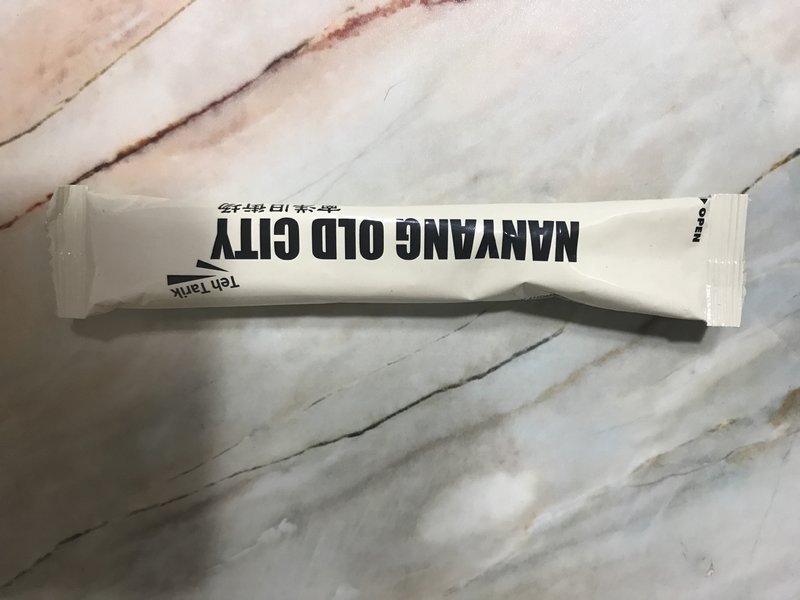 OPEN
NANYANG OLD CITY
南洋旧街场
Teh Tarik